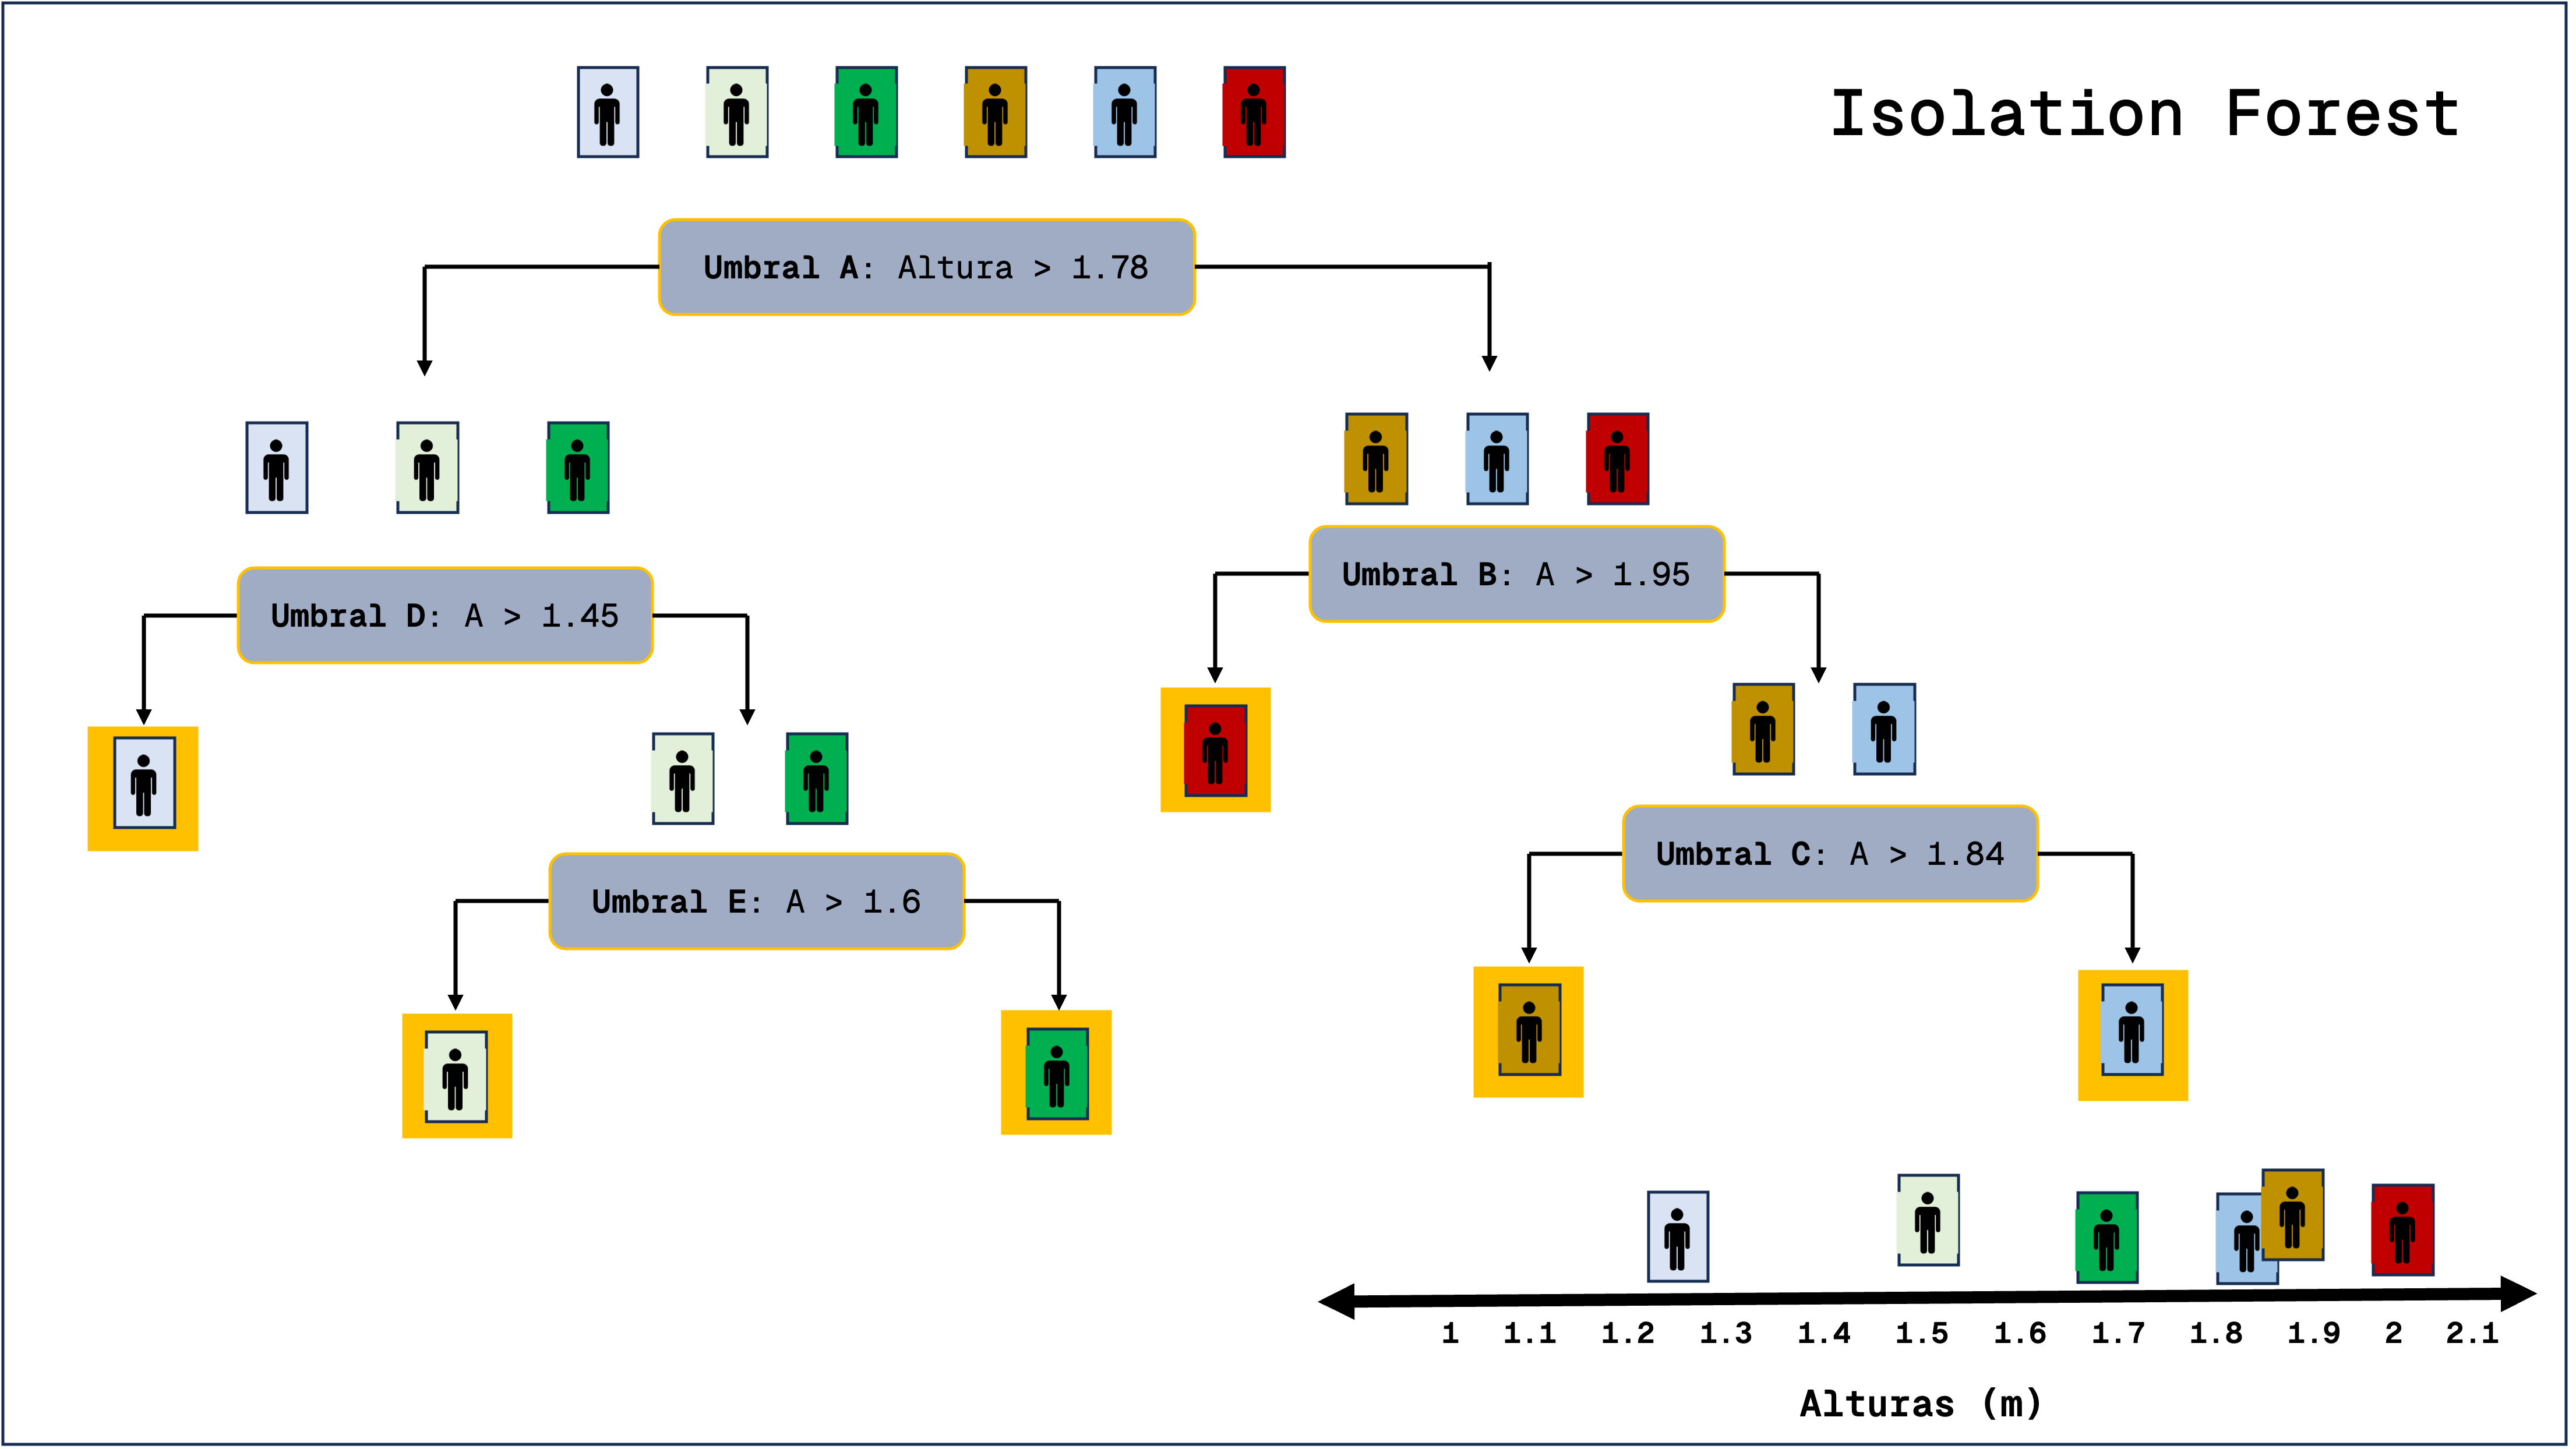 Isolation Forest
Umbral A: Altura > 1.78
Umbral B: A > 1.95
Umbral D: A > 1.45
Umbral C: A > 1.84
Umbral E: A > 1.6
1 1.1 1.2 1.3 1.4 1.5 1.6 1.7 1.8 1.9 2 2.1
Alturas (m)